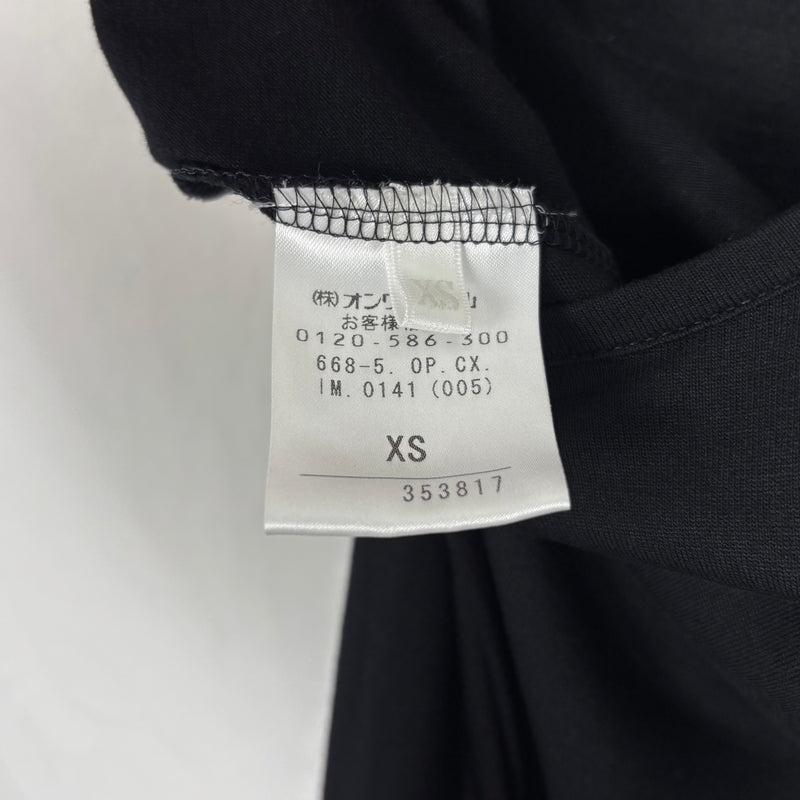 (株)オンワ
お客様
0120-586-300
668-5. OP. CX.
IM. 0141 (005)
XS
353817
XS